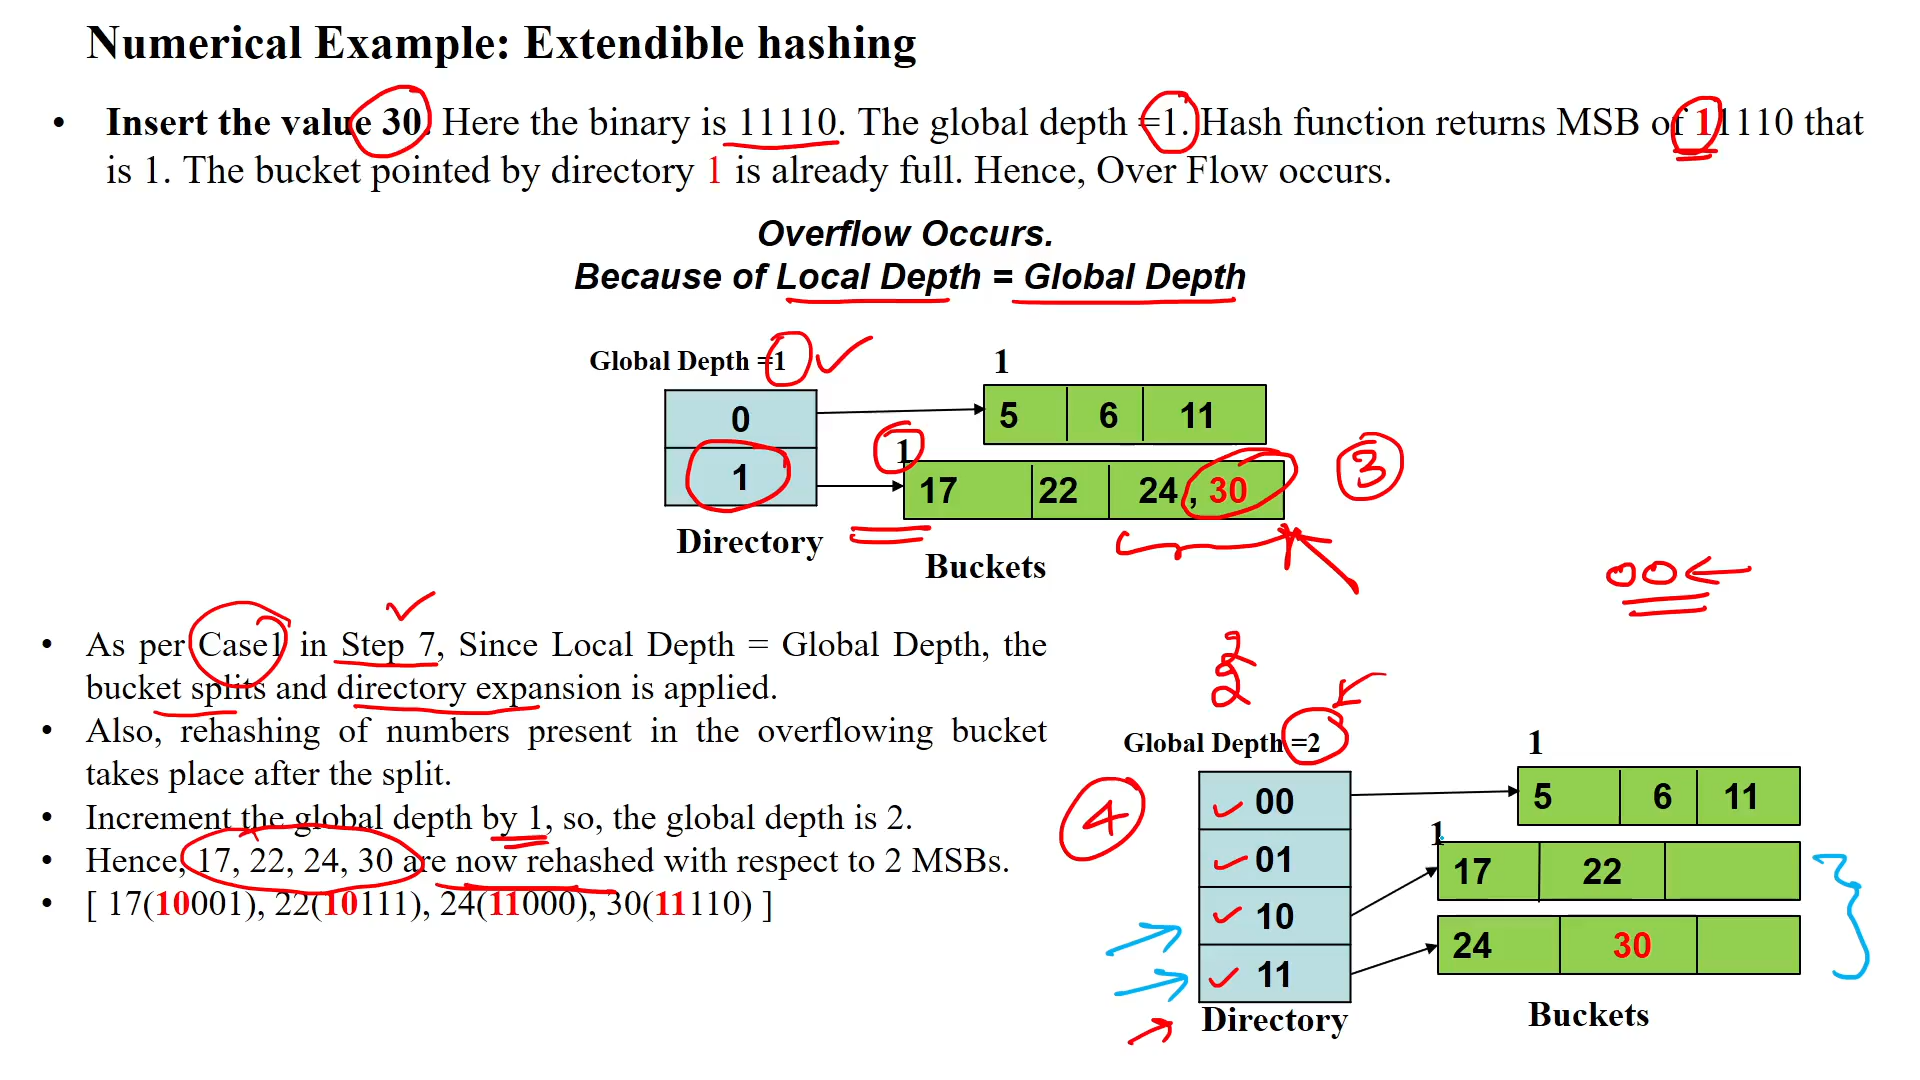 Numerical Example: Extendible hashing
• Insert the value 30. Here the binary is 11110. The global depth =1. Hash function returns MSB of 11110 that
is 1. The bucket pointed by directory 1 is already full. Hence, Over Flow occurs.
Overflow Occurs.
Because of Local Depth = Global Depth
Global Depth =1
1
0
5 6 11
1
1
17 22 24 , 30
3
Directory
Buckets
00
• As per Case1 in Step 7, Since Local Depth = Global Depth, the
bucket splits and directory expansion is applied.
• Also, rehashing of numbers present in the overflowing bucket
takes place after the split.
• Increment the global depth by 1, so, the global depth is 2.
• Hence, 17, 22, 24, 30 are now rehashed with respect to 2 MSBs.
• [ 17(10001), 22(10111), 24(11000), 30(11110) ]
2
2
Global Depth =2
1
4
00
5 6 11
01
1
17 22
10
24 30
11
Directory
Buckets